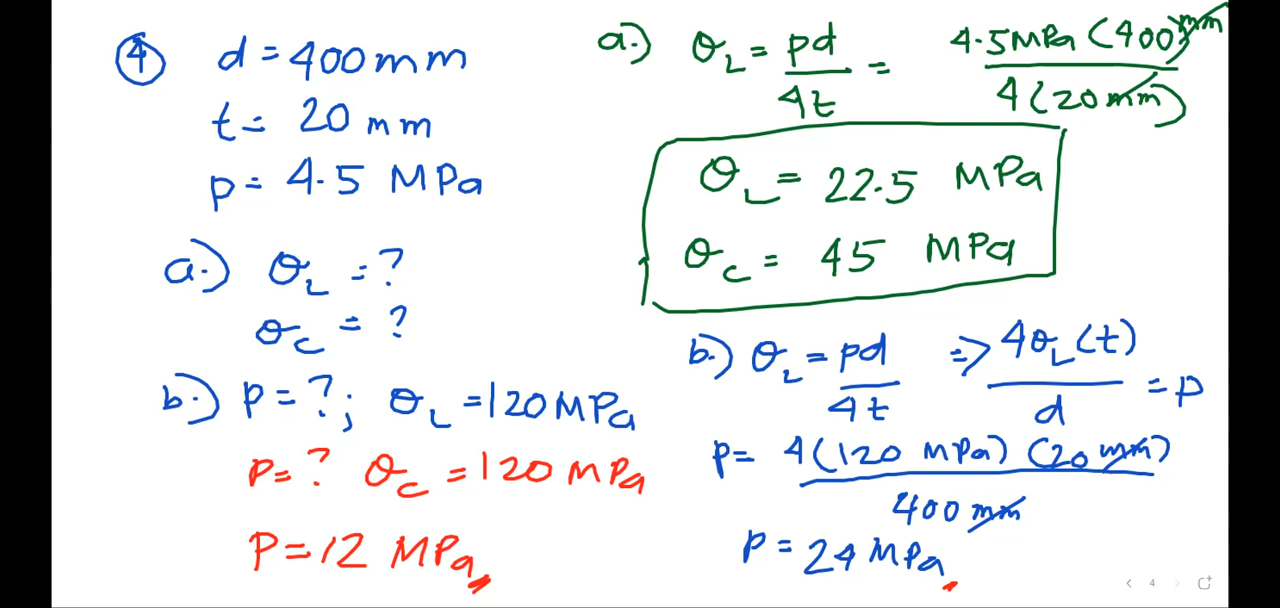 4 d = 400 mm
t = 20 mm
p = 4.5 MPa
a.) σL = ?
σc = ?
b.) p = ? ; σL = 120 MPa
p = ? σc = 120 MPa
P = 12 MPa
a.) σL = pd / 4t = 4.5 MPa (400) mm / 4 (20 mm)
σL = 22.5 MPa
σc = 45 MPa
b.) σL = pd / 4t => 4σL (t) / d = p
p = 4 (120 MPa) (20 mm) / 400 mm
p = 24 MPa
4